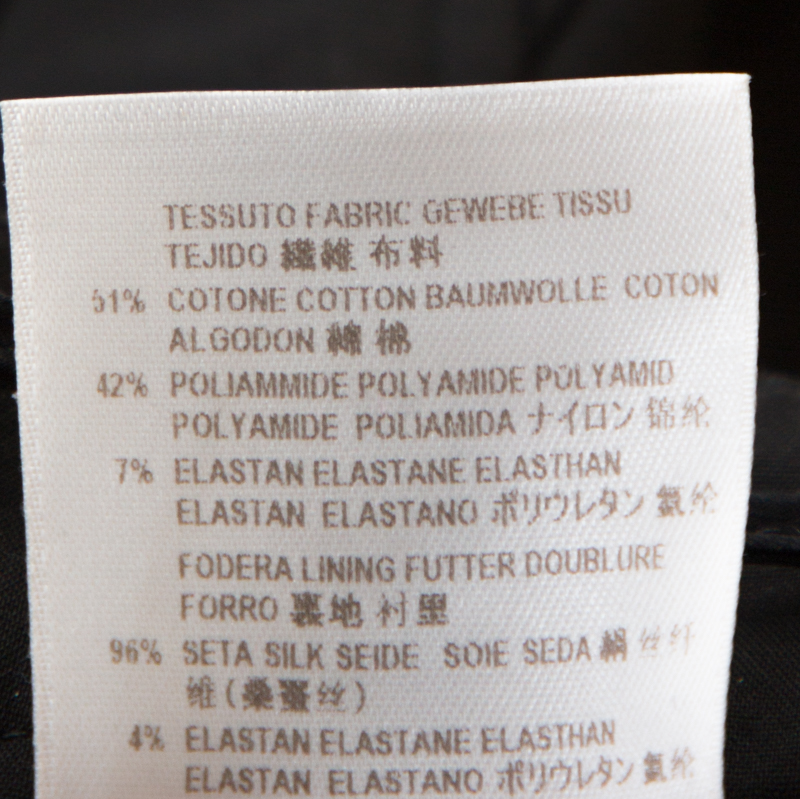 TESSUTO FABRIC GEWEBE TISSU
TEJIDO 繊維 布料
51% COTONE COTTON BAUMWOLLE COTON
ALGODON 綿 棉
42% POLIAMMIDE POLYAMIDE POLYAMID
POLYAMIDE POLIAMIDA ナイロン 锦纶
7% ELASTAN ELASTANE ELASTHAN
ELASTAN ELASTANO ポリウレタン 氨纶
FODERA LINING FUTTER DOUBLURE
FORRO 裏地 衬里
96% SETA SILK SEIDE SOIE SEDA 絹 丝纤
维(桑蚕丝)
4% ELASTAN ELASTANE ELASTHAN
ELASTAN ELASTANO ポリウレタン 氨纶